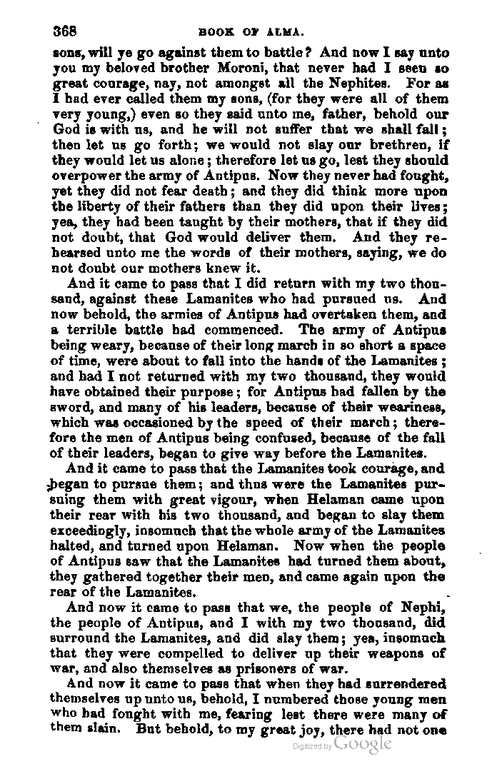 368 BOOK OF ALMA.
sons, will ye go against them to battle? And now I say unto
you my beloved brother Moroni, that never had I seen so
great courage, nay, not amongst all the Nephites. For as
I had ever called them my sons, (for they were all of them
very young,) even so they said unto me, father, behold our
God is with us, and he will not suffer that we shall fall;
then let us go forth; we would not slay our brethren, if
they would let us alone; therefore let us go, lest they should
overpower the army of Antipus. Now they never had fought,
yet they did not fear death; and they did think more upon
the liberty of their fathers than they did upon their lives;
yea, they had been taught by their mothers, that if they did
not doubt, that God would deliver them. And they re-
hearsed unto me the words of their mothers, saying, we do
not doubt our mothers knew it.
And it came to pass that I did return with my two thou-
sand, against these Lamanites who had pursued us. And
now behold, the armies of Antipus had overtaken them, and
a terrible battle had commenced. The army of Antipus
being weary, because of their long march in so short a space
of time, were about to fall into the hands of the Lamanites;
and had I not returned with my two thousand, they would
have obtained their purpose; for Antipus had fallen by the
sword, and many of his leaders, because of their weariness,
which was occasioned by the speed of their march; there-
fore the men of Antipus being confused, because of the fall
of their leaders, began to give way before the Lamanites.
And it came to pass that the Lamanites took courage, and
began to pursue them; and thus were the Lamanites pur-
suing them with great vigour, when Helaman came upon
their rear with his two thousand, and began to slay them
exceedingly, insomuch that the whole army of the Lamanites
halted, and turned upon Helaman. Now when the people
of Antipus saw that the Lamanites had turned them about,
they gathered together their men, and came again upon the
rear of the Lamanites.
And now it came to pass that we, the people of Nephi,
the people of Antipus, and I with my two thousand, did
surround the Lamanites, and did slay them; yea, insomuch
that they were compelled to deliver up their weapons of
war, and also themselves as prisoners of war.
And now it came to pass that when they had surrendered
themselves up unto us, behold, I numbered those young men
who had fought with me, fearing lest there were many of
them slain. But behold, to my great joy, there had not one
Digitized by Google